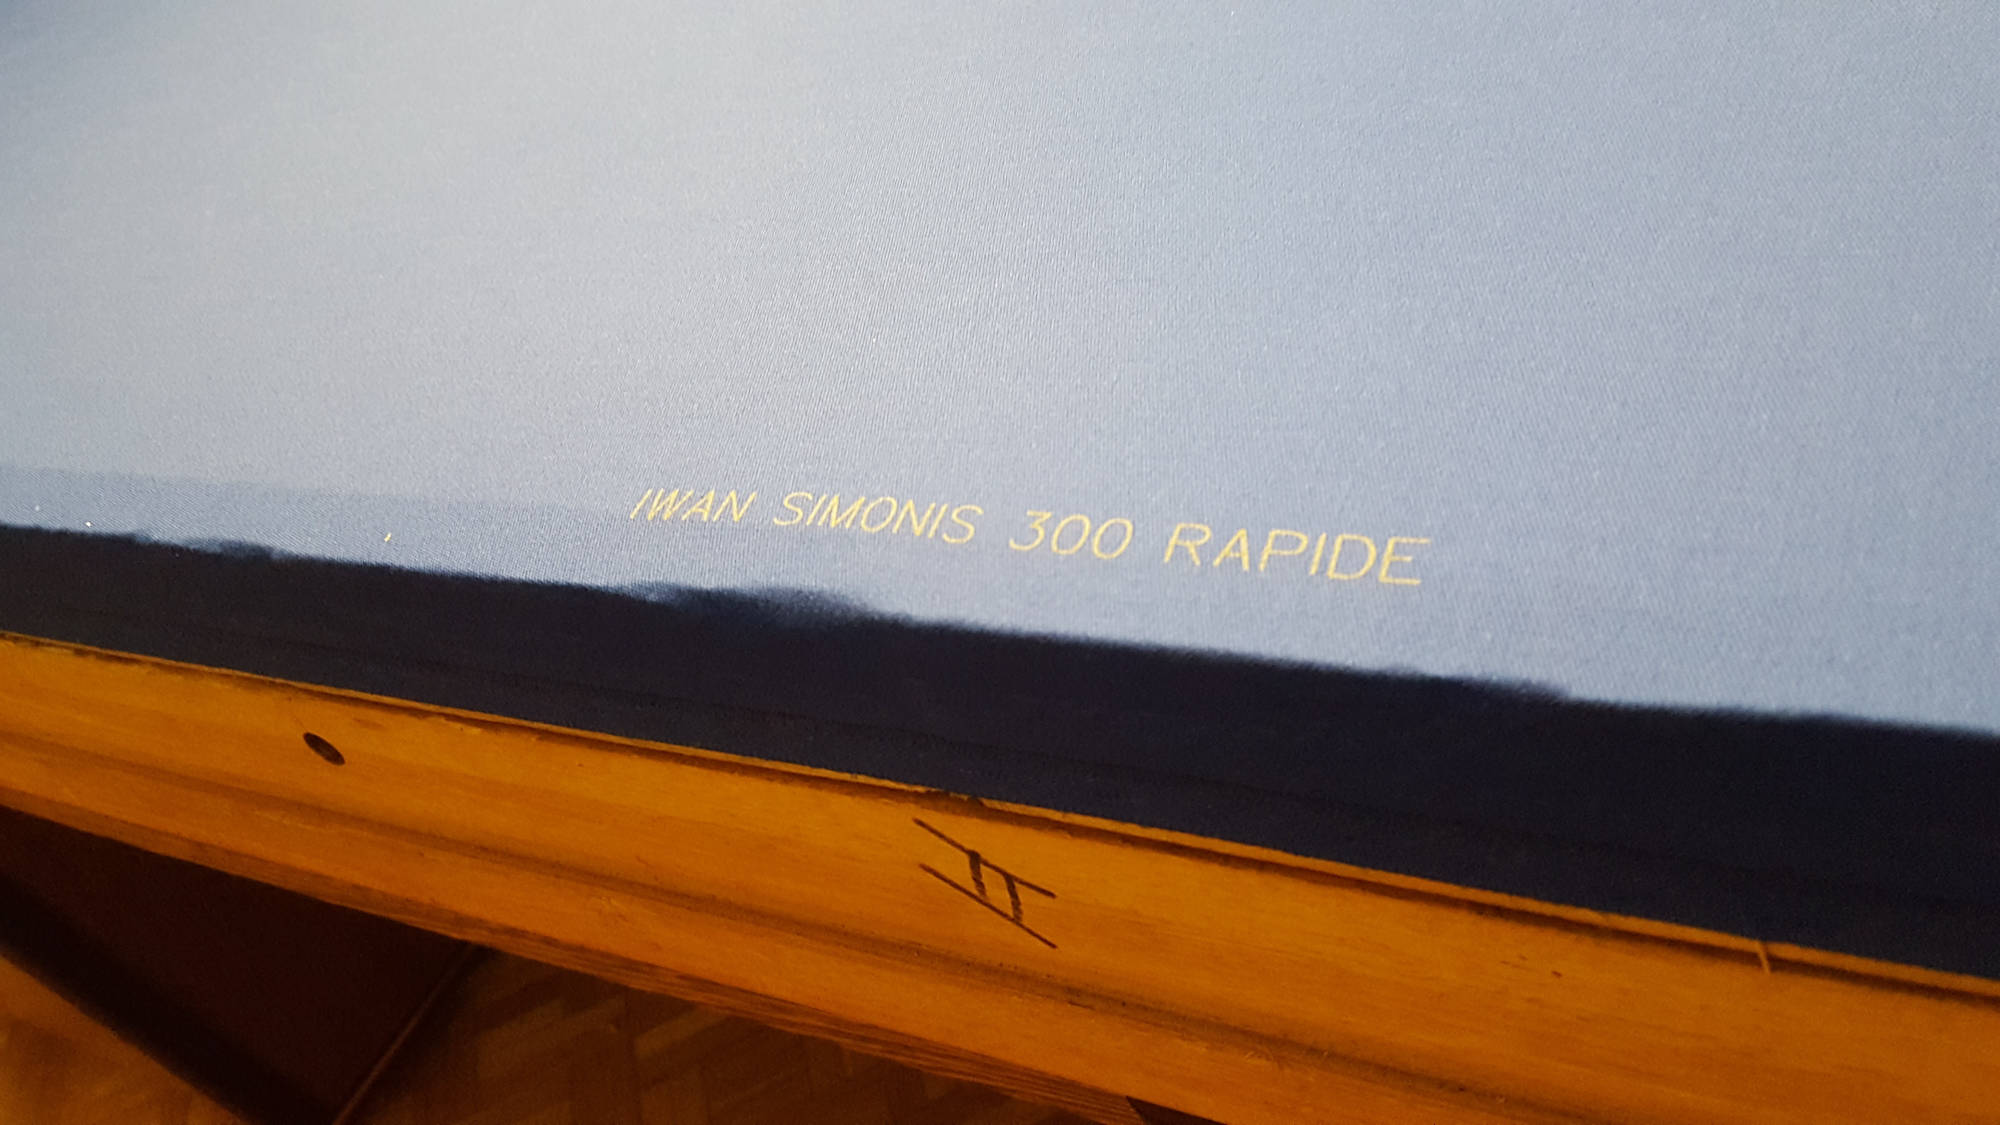 IWAN SIMONIS 300 RAPIDE